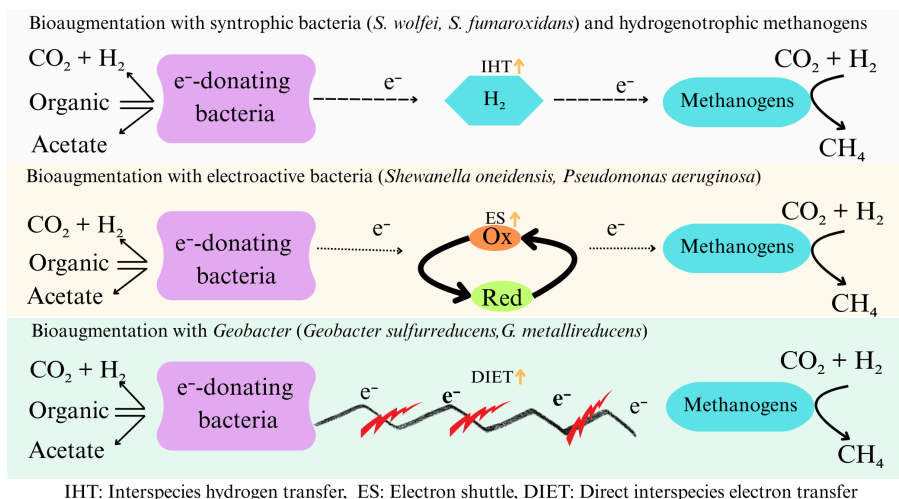 Bioaugmentation with syntrophic bacteria (S. wolfei, S. fumaroxidans) and hydrogenotrophic methanogens
CO₂ + H₂
Organic
Acetate
e⁻-donating
bacteria
e⁻
IHT
H₂
e⁻
Methanogens
CO₂ + H₂
CH₄
Bioaugmentation with electroactive bacteria (Shewanella oneidensis, Pseudomonas aeruginosa)
CO₂ + H₂
Organic
Acetate
e⁻-donating
bacteria
e⁻
ES
Ox
Red
e⁻
Methanogens
CO₂ + H₂
CH₄
Bioaugmentation with Geobacter (Geobacter sulfurreducens,G. metallireducens)
CO₂ + H₂
Organic
Acetate
e⁻-donating
bacteria
e⁻
e⁻
DIET
e⁻
e⁻
Methanogens
CO₂ + H₂
CH₄
IHT: Interspecies hydrogen transfer, ES: Electron shuttle, DIET: Direct interspecies electron transfer